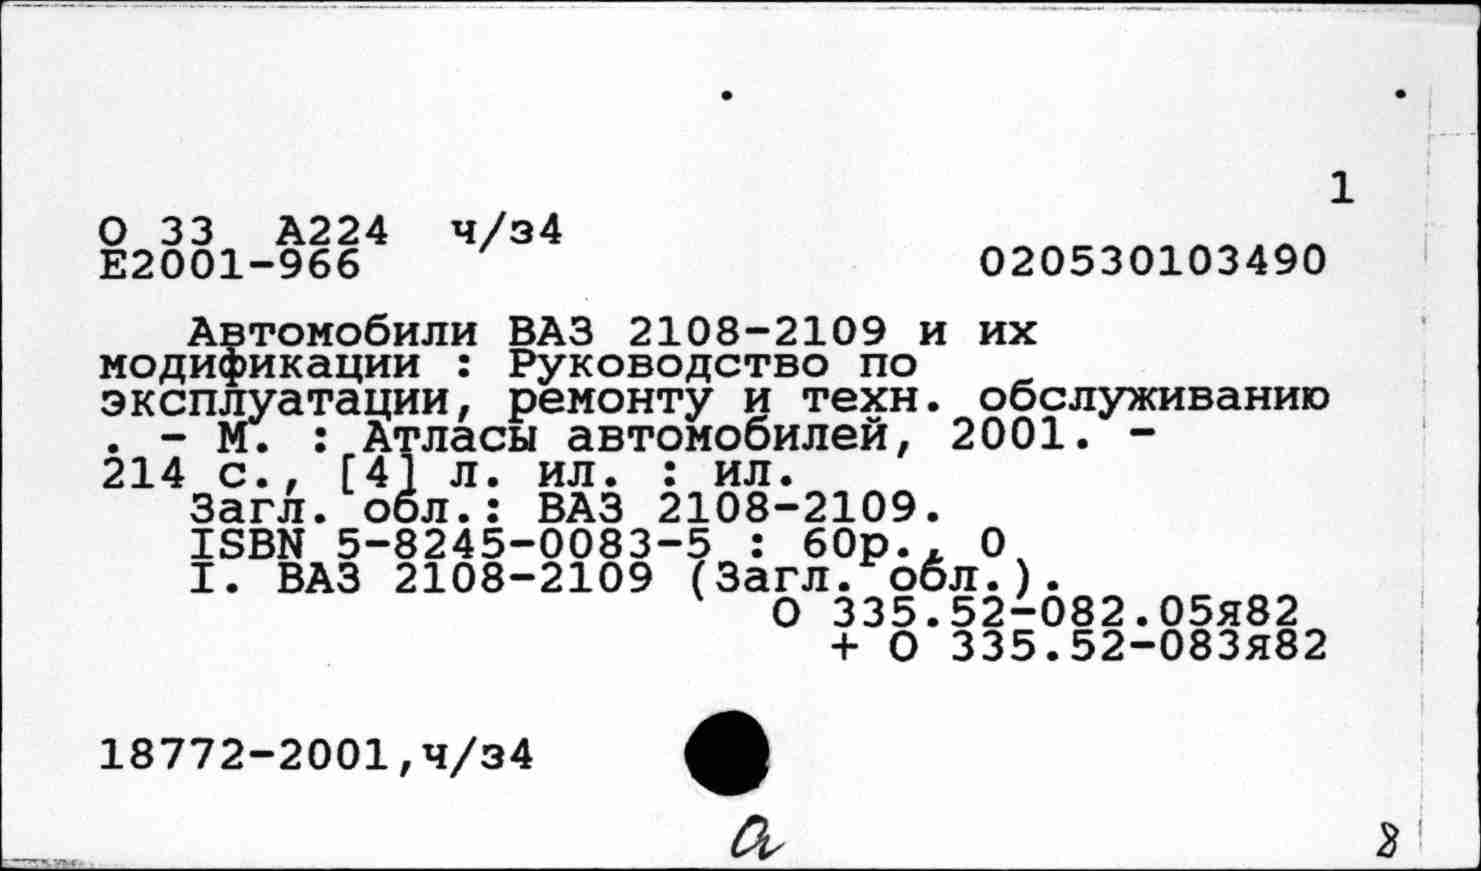 1
О 33 А224 ч/з4
Е2001-966 020530103490
Автомобили ВАЗ 2108-2109 и их
модификации : Руководство по
эксплуатации, ремонту и техн. обслуживанию
. - М. : Атласы автомобилей, 2001. -
214 с., [4] л. ил. : ил.
Загл. обл.: ВАЗ 2108-2109.
ISBN 5-8245-0083-5 : 60р., 0
I. ВАЗ 2108-2109 (Загл. обл.).
О 335.52-082.05я82
+ О 335.52-083я82
18772-2001,ч/з4